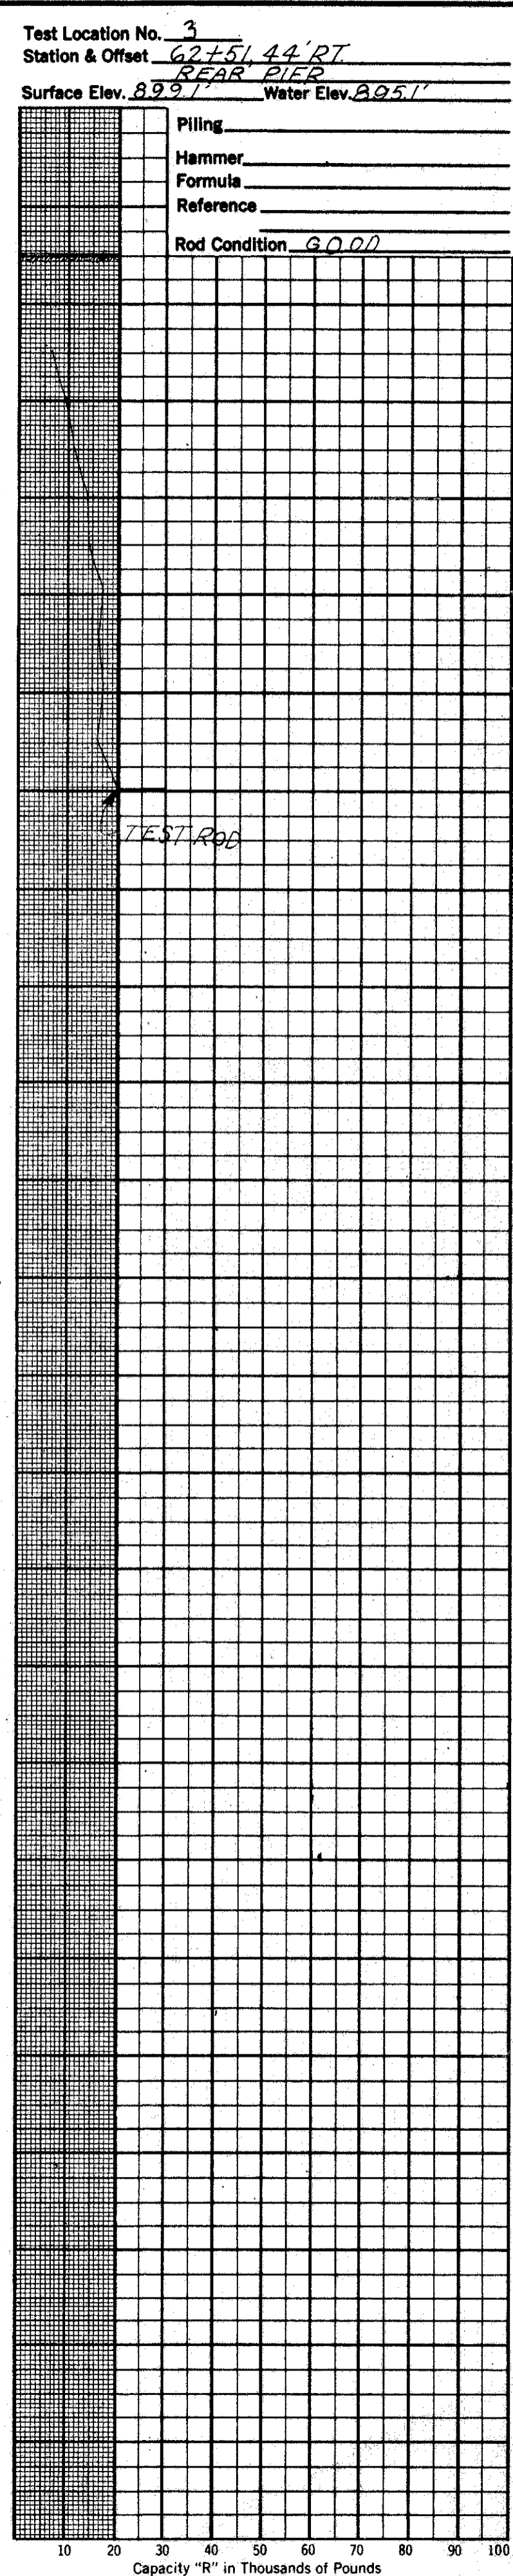 Test Location No. 3
Station & Offset 62+51, 44' RT.
REAR PIER
Surface Elev. 899.1' Water Elev. 895.1'
Piling
Hammer
Formula
Reference
Rod Condition GOOD
TEST ROD
10 20 30 40 50 60 70 80 90 100
Capacity "R" in Thousands of Pounds